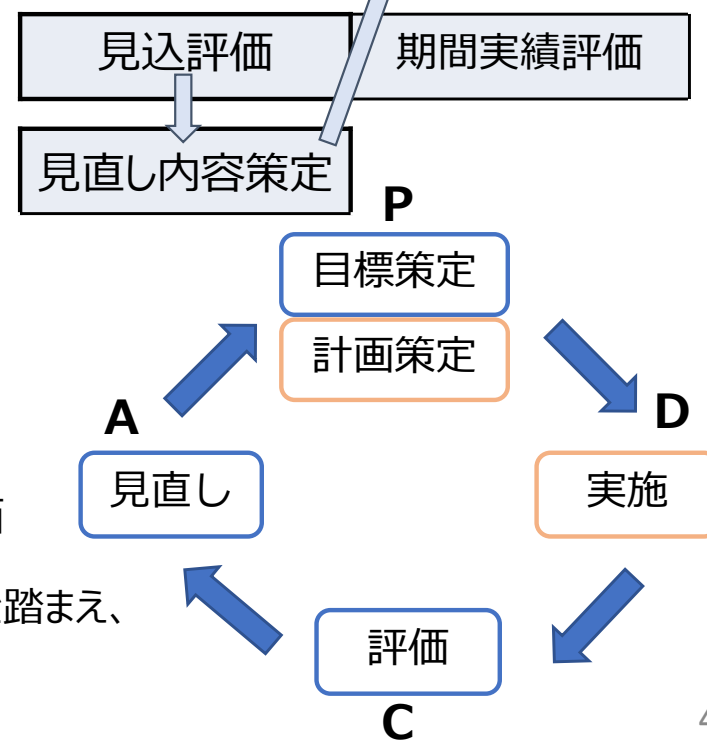 見込評価 期間実績評価
見直し内容策定
P
目標策定
計画策定
A
D
見直し
実施
踏まえ、
評価
C